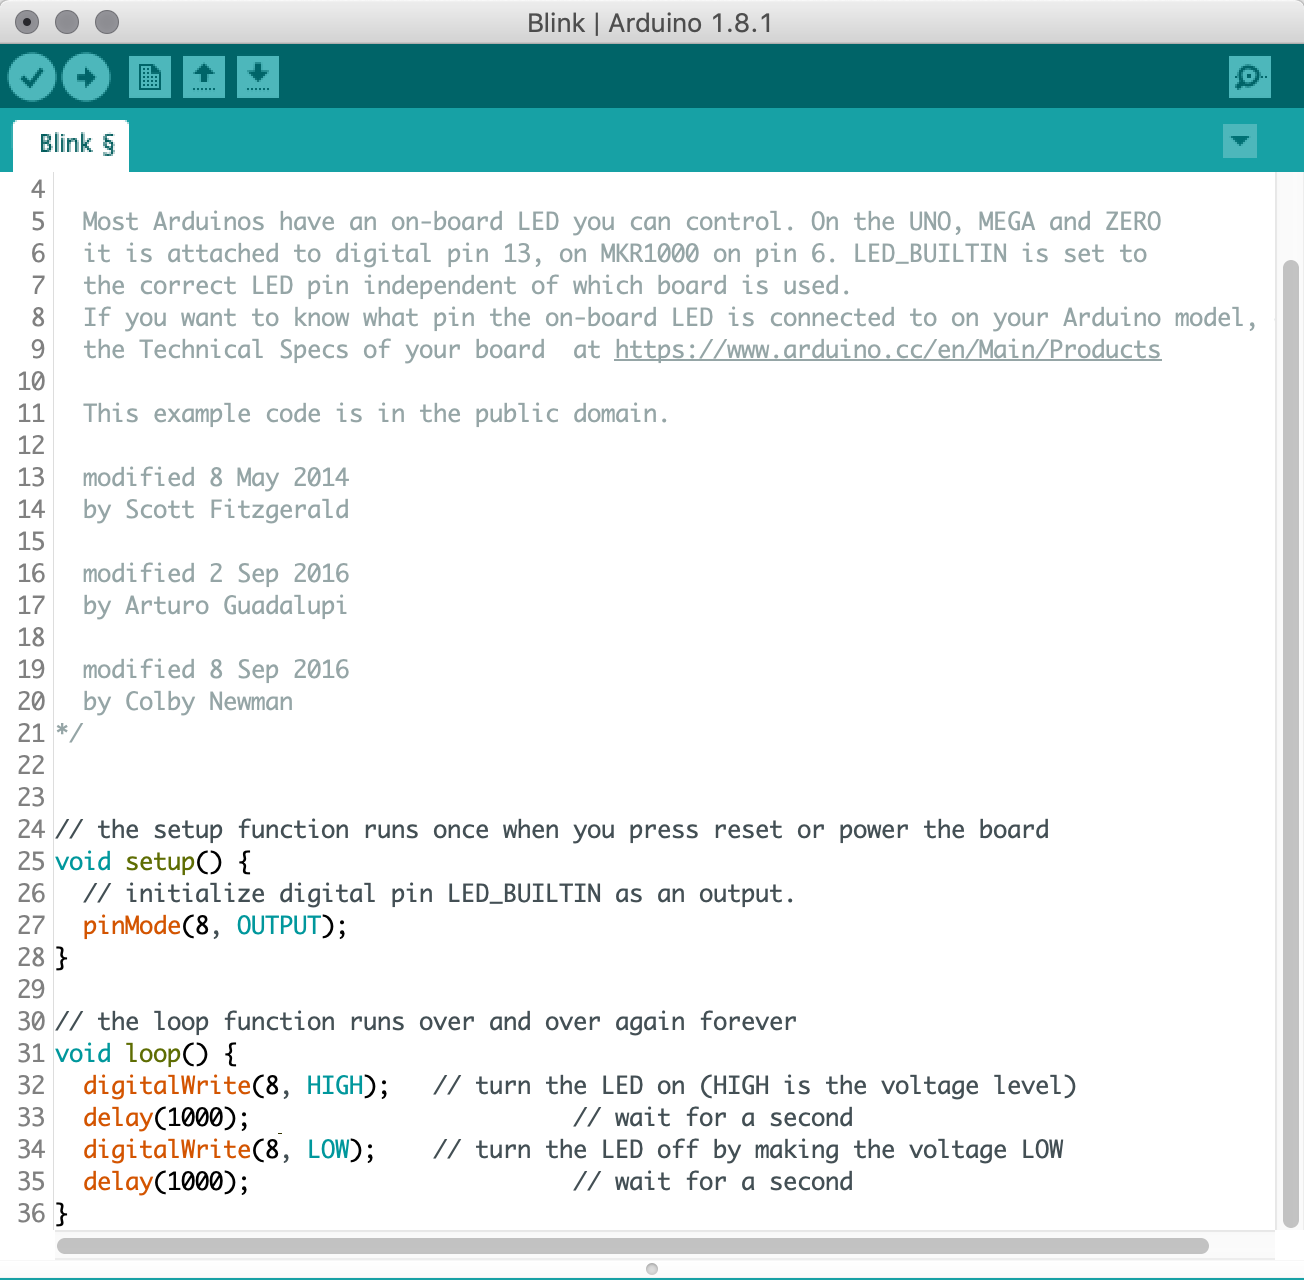 Blink | Arduino 1.8.1
Blink §
4
5 Most Arduinos have an on-board LED you can control. On the UNO, MEGA and ZERO
6 it is attached to digital pin 13, on MKR1000 on pin 6. LED_BUILTIN is set to
7 the correct LED pin independent of which board is used.
8 If you want to know what pin the on-board LED is connected to on your Arduino model,
9 the Technical Specs of your board  at https://www.arduino.cc/en/Main/Products
10
11 This example code is in the public domain.
12
13 modified 8 May 2014
14 by Scott Fitzgerald
15
16 modified 2 Sep 2016
17 by Arturo Guadalupi
18
19 modified 8 Sep 2016
20 by Colby Newman
21 */
22
23
24 // the setup function runs once when you press reset or power the board
25 void setup() {
26   // initialize digital pin LED_BUILTIN as an output.
27   pinMode(8, OUTPUT);
28 }
29
30 // the loop function runs over and over again forever
31 void loop() {
32   digitalWrite(8, HIGH);   // turn the LED on (HIGH is the voltage level)
33   delay(1000);                       // wait for a second
34   digitalWrite(8, LOW);    // turn the LED off by making the voltage LOW
35   delay(1000);                       // wait for a second
36 }